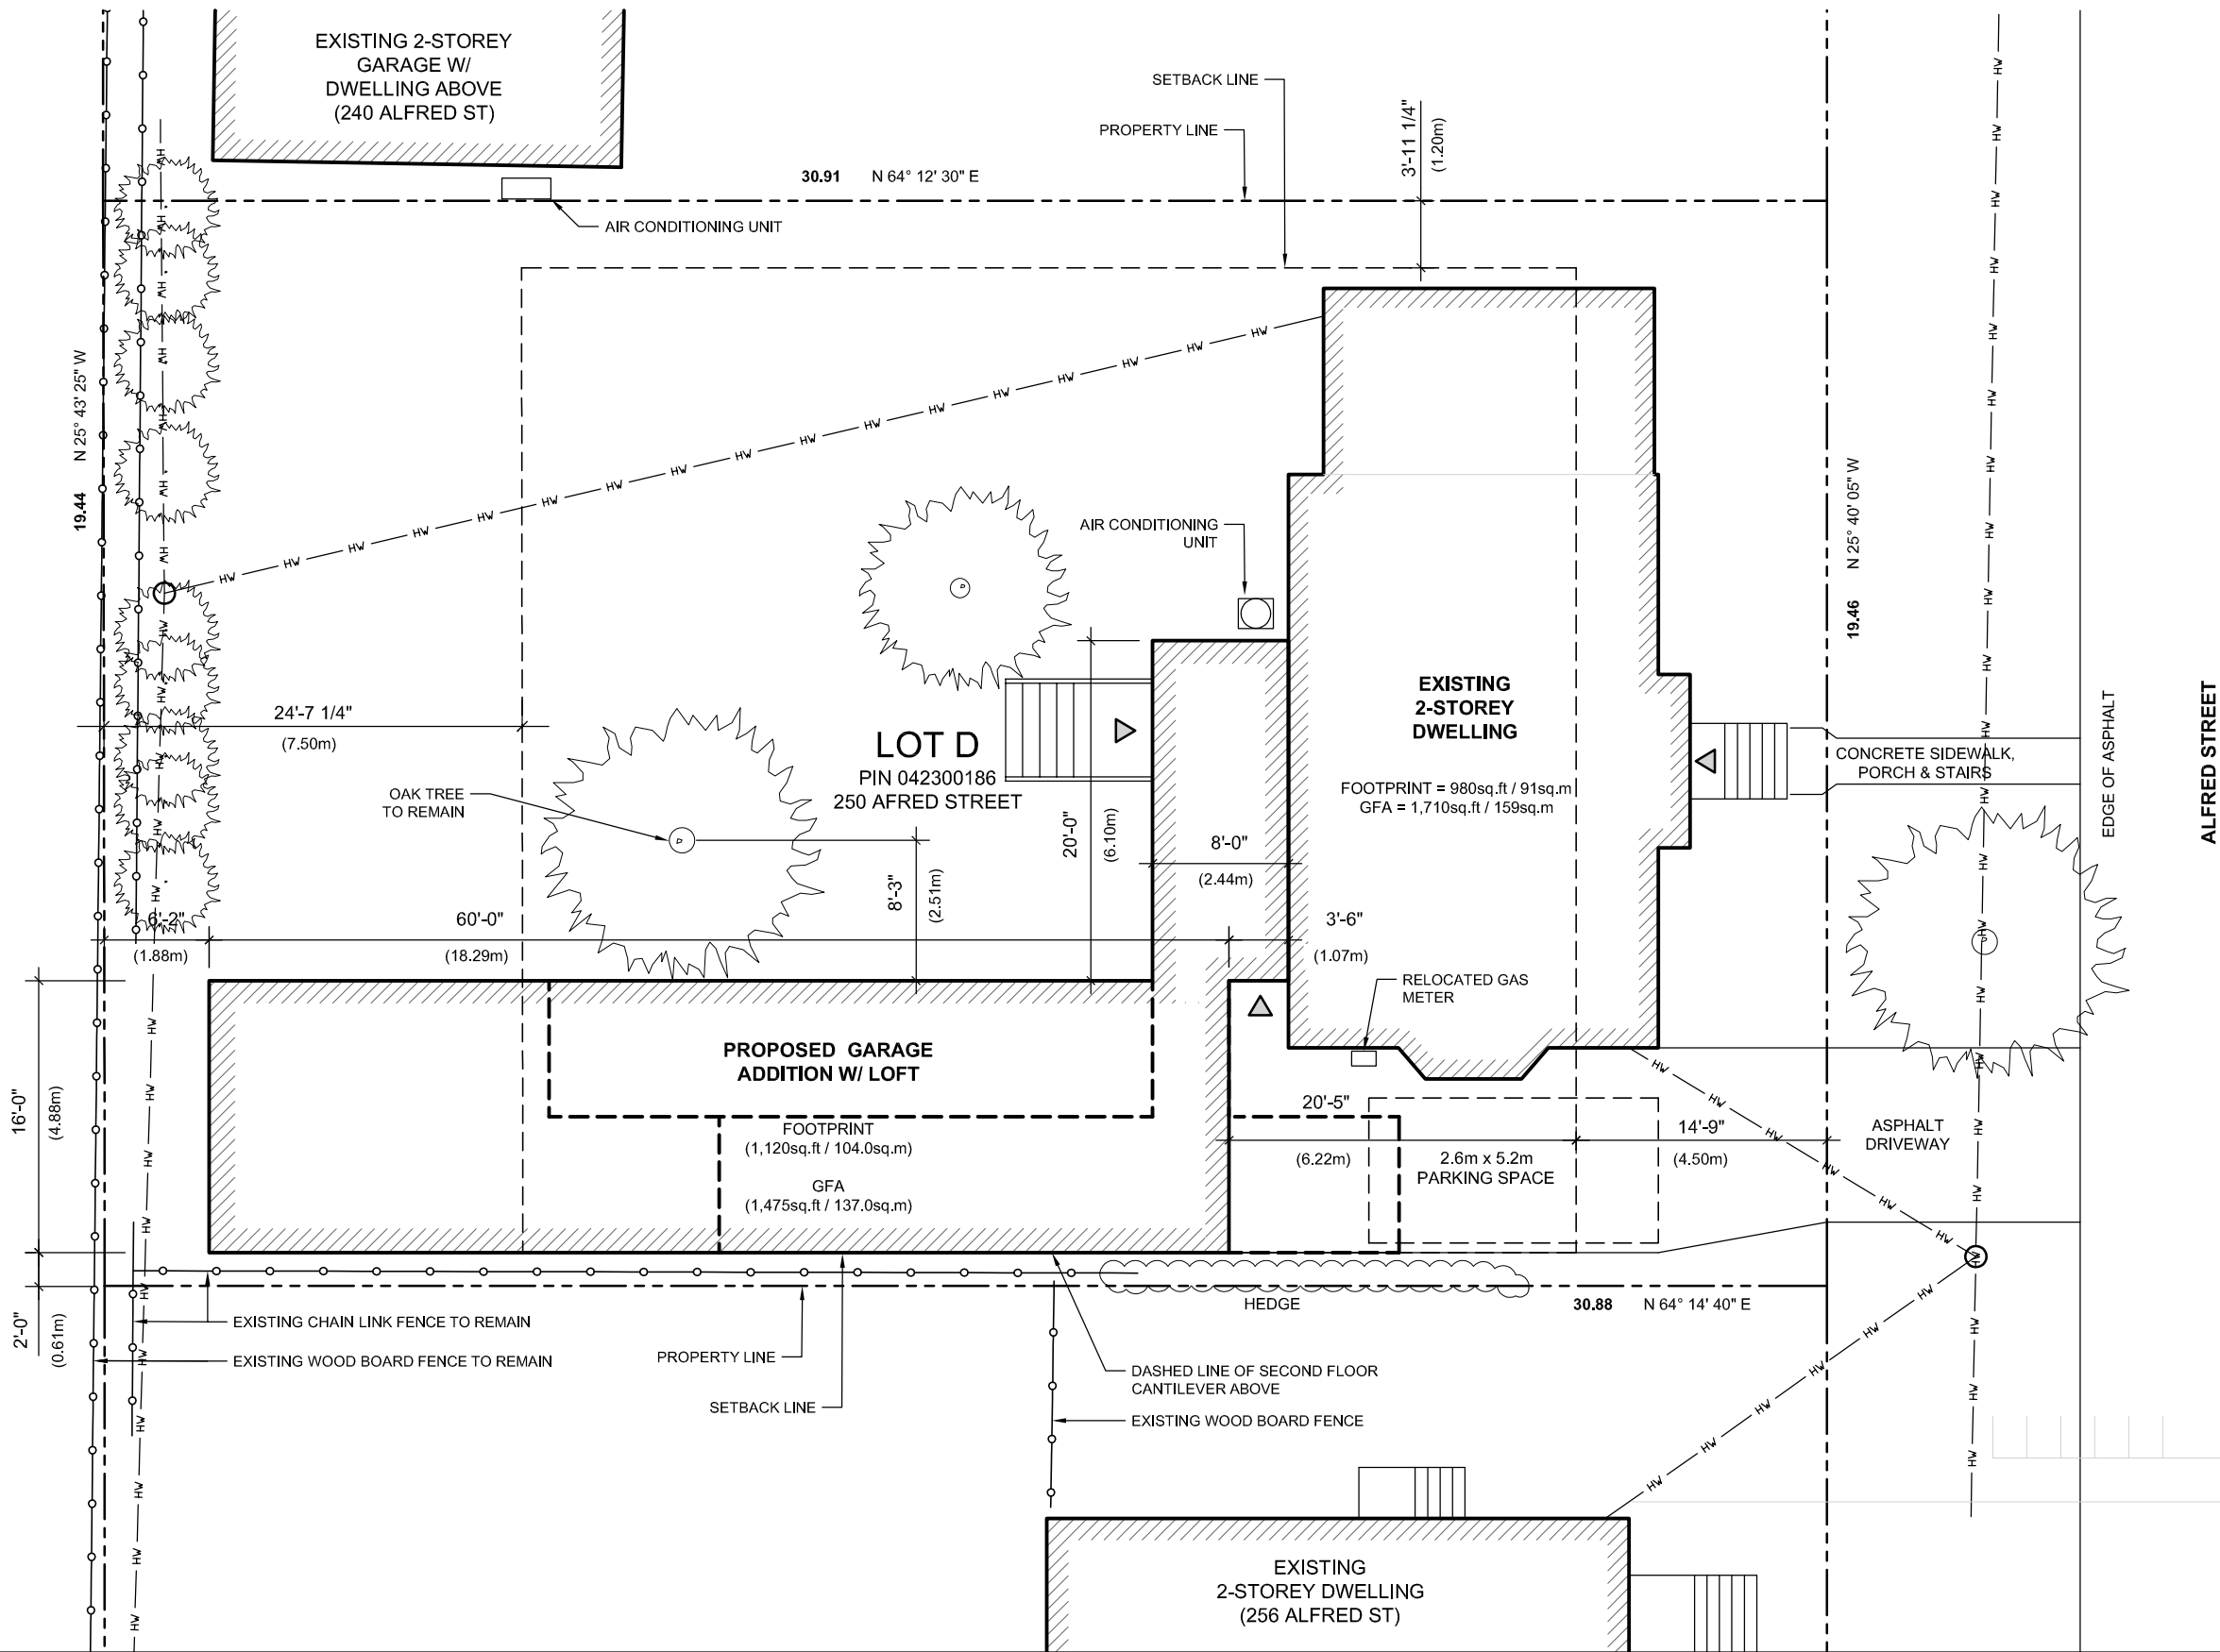 EXISTING 2-STOREY
GARAGE W/
DWELLING ABOVE
(240 ALFRED ST)
SETBACK LINE
PROPERTY LINE
3'-11 1/4"
(1.20m)
30.91 N 64° 12' 30" E
AIR CONDITIONING UNIT
19.44 N 25° 43' 25" W
HW
AIR CONDITIONING
UNIT
N 25° 40' 05" W
19.46
EXISTING
2-STOREY
DWELLING
FOOTPRINT = 980sq.ft / 91sq.m
GFA = 1,710sq.ft / 159sq.m
24'-7 1/4"
(7.50m)
LOT D
PIN 042300186
250 AFRED STREET
OAK TREE
TO REMAIN
CONCRETE SIDEWALK,
PORCH & STAIRS
EDGE OF ASPHALT
ALFRED STREET
20'-0"
(6.10m)
8'-0"
(2.44m)
8'-3"
(2.51m)
6'-2"
(1.88m)
60'-0"
(18.29m)
3'-6"
(1.07m)
RELOCATED GAS
METER
PROPOSED GARAGE
ADDITION W/ LOFT
FOOTPRINT
(1,120sq.ft / 104.0sq.m)
GFA
(1,475sq.ft / 137.0sq.m)
16'-0"
(4.88m)
20'-5"
(6.22m)
2.6m x 5.2m
PARKING SPACE
14'-9"
(4.50m)
ASPHALT
DRIVEWAY
2'-0"
(0.61m)
HEDGE
30.88 N 64° 14' 40" E
EXISTING CHAIN LINK FENCE TO REMAIN
EXISTING WOOD BOARD FENCE TO REMAIN
PROPERTY LINE
SETBACK LINE
DASHED LINE OF SECOND FLOOR
CANTILEVER ABOVE
EXISTING WOOD BOARD FENCE
EXISTING
2-STOREY DWELLING
(256 ALFRED ST)